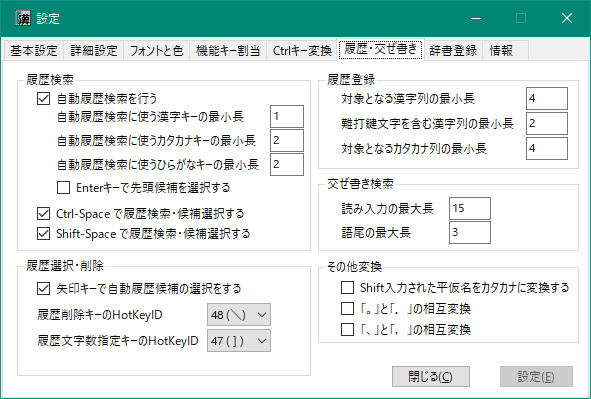 漢 設定
基本設定 詳細設定 フォントと色 機能キー割当 Ctrlキー変換 履歴・交ぜ書き 辞書登録 情報
履歴検索
自動履歴検索を行う
自動履歴検索に使う漢字キーの最小長 1
自動履歴検索に使うカタカナキーの最小長 2
自動履歴検索に使うひらがなキーの最小長 2
Enterキーで先頭候補を選択する
Ctrl-Space で履歴検索・候補選択する
Shift-Space で履歴検索・候補選択する
履歴選択・削除
矢印キーで自動履歴候補の選択をする
履歴削除キーのHotKeyID 48 (＼)
履歴文字数指定キーのHotKeyID 47 ( ] )
履歴登録
対象となる漢字列の最小長 4
難打鍵文字を含む漢字列の最小長 2
対象となるカタカナ列の最小長 4
交ぜ書き検索
読み入力の最大長 15
語尾の最大長 3
その他変換
Shift入力された平仮名をカタカナに変換する
「。」と「．」の相互変換
「、」と「，」の相互変換
閉じる(C) 設定(E)